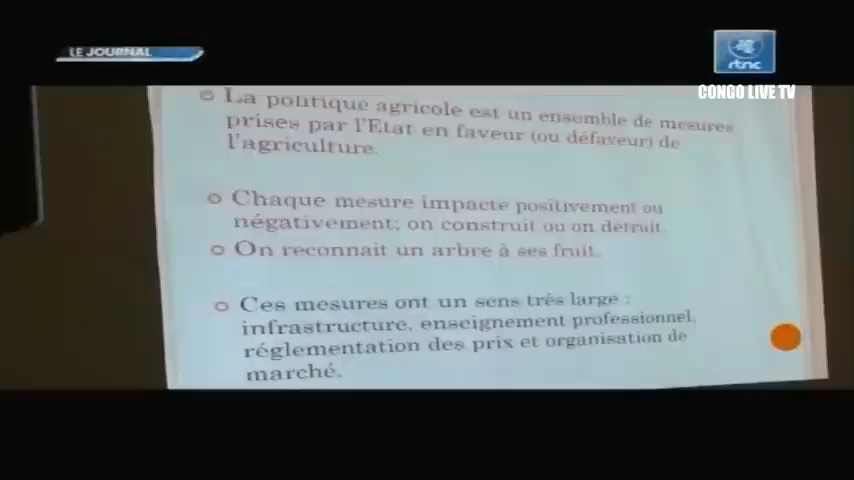 LE JOURNAL
rtnc
CONGO LIVE TV
La politique agricole est un ensemble de mesures
prises par l'Etat en faveur (ou défaveur) de
l'agriculture.
Chaque mesure impacte positivement ou
négativement; on construit ou on détruit.
On reconnait un arbre à ses fruit.
Ces mesures ont un sens très large :
infrastructure, enseignement professionnel,
réglementation des prix et organisation de
marché.